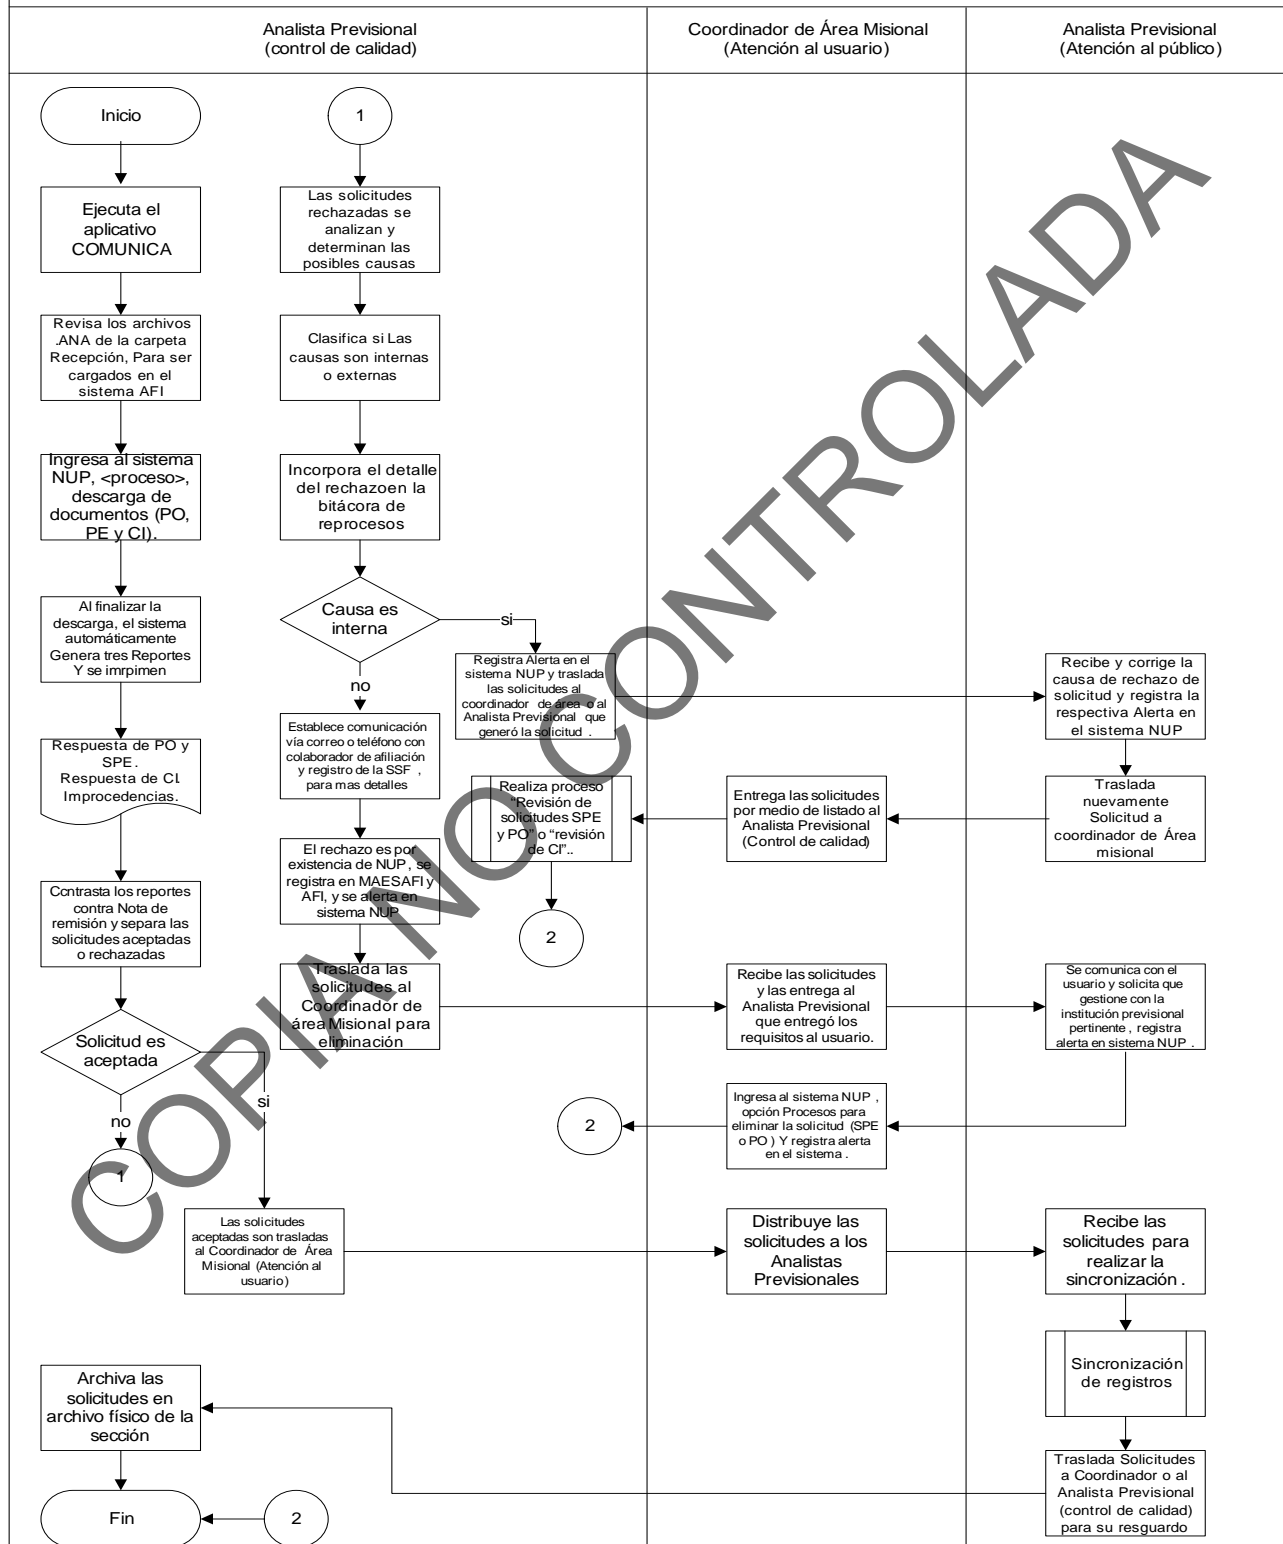 Analista Previsional
(control de calidad)
Coordinador de Área Misional
(Atención al usuario)
Analista Previsional
(Atención al público)
Inicio
Ejecuta el
aplicativo
COMUNICA
Revisa los archivos
.ANA de la carpeta
Recepción, Para ser
cargados en el
sistema AFI
Ingresa al sistema
NUP, <proceso>,
descarga de
documentos (PO,
PE y CI).
Al finalizar la
descarga, el sistema
automáticamente
Genera tres Reportes
Y se imrpimen
Respuesta de PO y
SPE.
Respuesta de CI.
Improcedencias.
Contrasta los reportes
contra Nota de
remisión y separa las
solicitudes aceptadas
o rechazadas
Solicitud es
aceptada
no
si
1
1
Las solicitudes
rechazadas se
analizan y
determinan las
posibles causas
Clasifica si Las
causas son internas
o externas
Incorpora el detalle
del rechazoen la
bitácora de
reprocesos
Causa es
interna
si
no
Registra Alerta en el
sistema NUP y traslada
las solicitudes al
coordinador de área o al
Analista Previsional que
generó la solicitud .
Recibe y corrige la
causa de rechazo de
solicitud y registra la
respectiva Alerta en
el sistema NUP
Traslada
nuevamente
Solicitud a
coordinador de Área
misional
Entrega las solicitudes
por medio de listado al
Analista Previsional
(Control de calidad)
Realiza proceso
“Revisión de
solicitudes SPE
y PO” o “revisión
de CI”..
2
Establece comunicación
vía correo o teléfono con
colaborador de afiliación
y registro de la SSF ,
para mas detalles
El rechazo es por
existencia de NUP, se
registra en MAESAFI y
AFI, y se alerta en
sistema NUP
Traslada las
solicitudes al
Coordinador de
área Misional para
eliminación
Recibe las solicitudes
y las entrega al
Analista Previsional
que entregó los
requisitos al usuario.
Se comunica con el
usuario y solicita que
gestione con la
institución previsional
pertinente , registra
alerta en sistema NUP .
Ingresa al sistema NUP ,
opción Procesos para
eliminar la solicitud (SPE
o PO ) Y registra alerta
en el sistema .
2
Las solicitudes
aceptadas son trasladas
al Coordinador de Área
Misional (Atención al
usuario)
Distribuye las
solicitudes a los
Analistas
Previsionales
Recibe las
solicitudes para
realizar la
sincronización .
Sincronización
de registros
Traslada Solicitudes
a Coordinador o al
Analista Previsional
(control de calidad)
para su resguardo
Archiva las
solicitudes en
archivo físico de la
sección
Fin
2
COPIA NO CONTROLADA